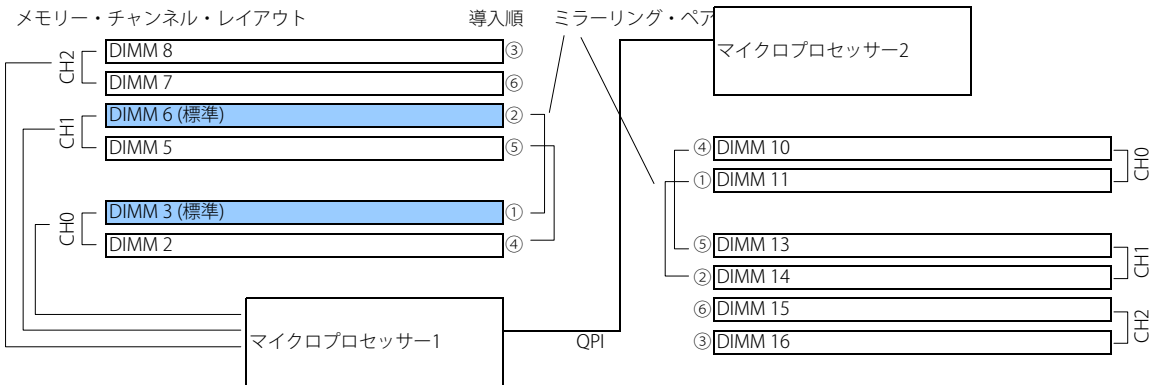 メモリー・チャンネル・レイアウト 導入順 ミラーリング・ペア
マイクロプロセッサー2
CH2
DIMM 8 ③
DIMM 7 ⑥
CH1
DIMM 6 (標準) ②
DIMM 5 ⑤
CH0
DIMM 3 (標準) ①
DIMM 2 ④
マイクロプロセッサー1
QPI
④ DIMM 10
① DIMM 11
CH0
⑤ DIMM 13
② DIMM 14
CH1
⑥ DIMM 15
③ DIMM 16
CH2